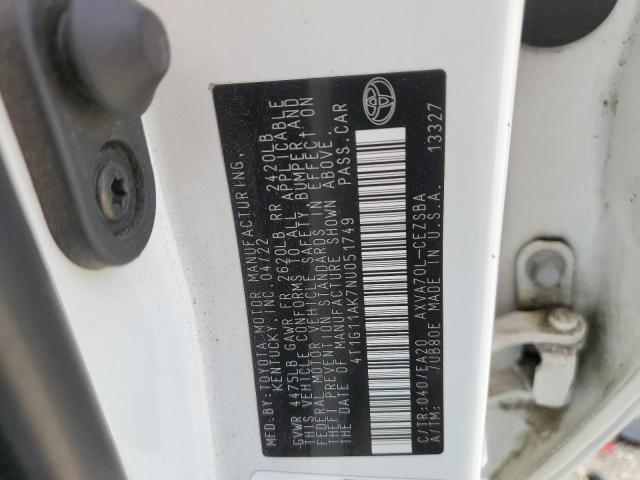 MFD.BY:TOYOTA MOTOR MANUFACTURING,
KENTUCKY, INC. 04/22
GVWR 4475LB GAWR FR 2620LB RR 2420LB
THIS VEHICLE CONFORMS TO ALL APPLICABLE
FEDERAL MOTOR VEHICLE SAFETY BUMPER, AND
THEFT PREVENTION STANDARDS IN EFFECT ON
THE DATE OF MANUFACTURE SHOWN ABOVE.
4T1G11AK7NU051749 PASS.CAR
C/TR:040/EA20 AXVA70L-CEZSBA
A/TM: /UB80E MADE IN U.S.A. 13327